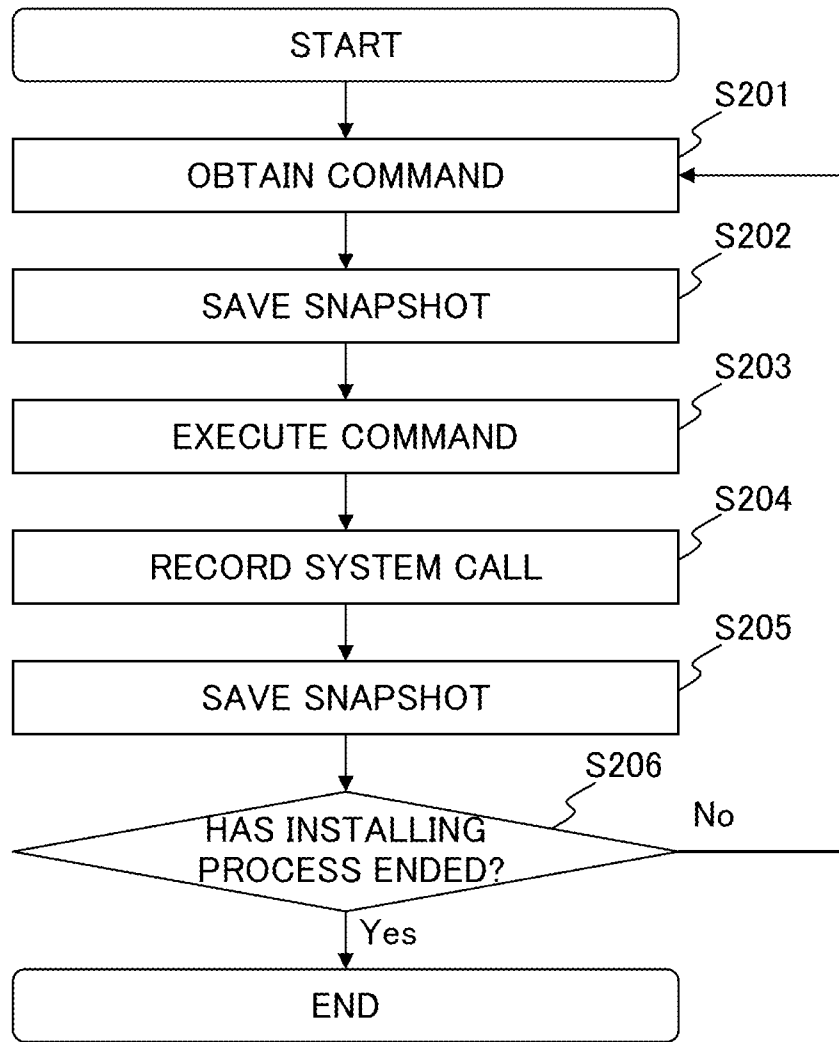 START
S201
OBTAIN COMMAND
S202
SAVE SNAPSHOT
S203
EXECUTE COMMAND
S204
RECORD SYSTEM CALL
S205
SAVE SNAPSHOT
S206
HAS INSTALLING
PROCESS ENDED?
No
Yes
END